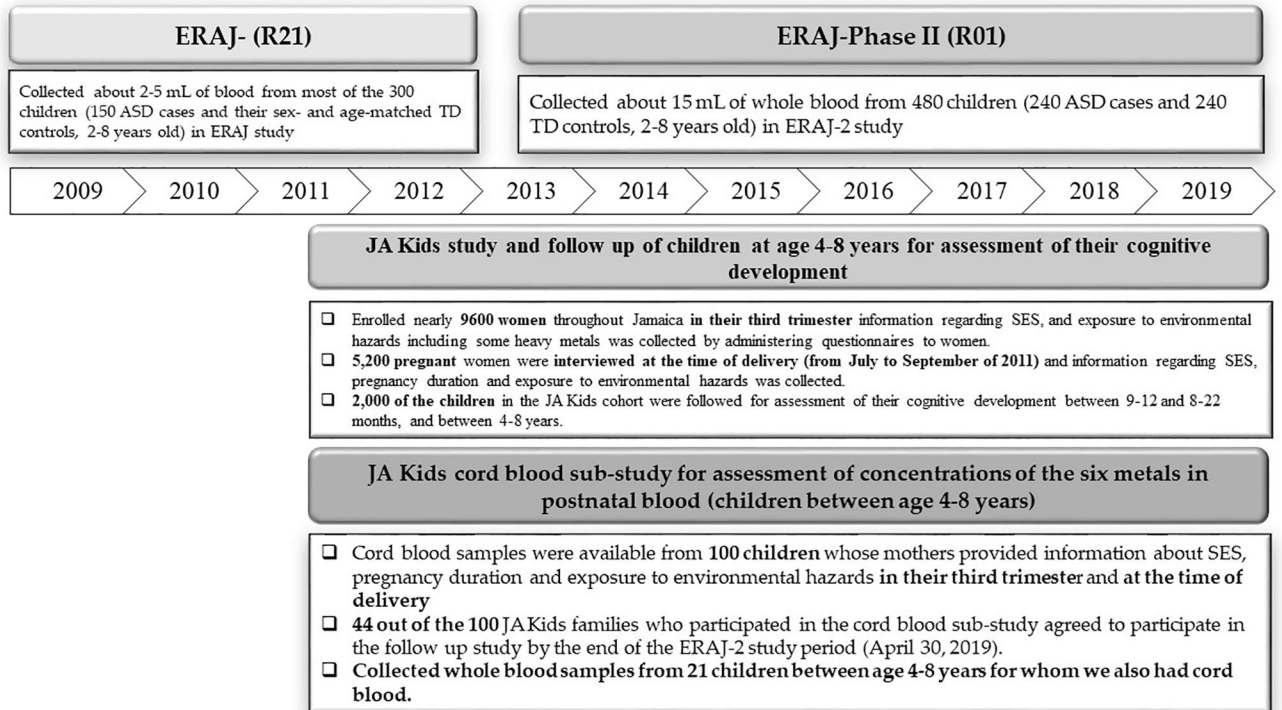 ERAJ- (R21)
ERAJ-Phase II (R01)
Collected about 2-5 mL of blood from most of the 300
children (150 ASD cases and their sex- and age-matched TD
controls, 2-8 years old) in ERAJ study
Collected about 15 mL of whole blood from 480 children (240 ASD cases and 240
TD controls, 2-8 years old) in ERAJ-2 study
2009 2010 2011 2012 2013 2014 2015 2016 2017 2018 2019
JA Kids study and follow up of children at age 4-8 years for assessment of their cognitive
development
❑ Enrolled nearly 9600 women throughout Jamaica in their third trimester information regarding SES, and exposure to environmental
hazards including some heavy metals was collected by administering questionnaires to women.
❑ 5,200 pregnant women were interviewed at the time of delivery (from July to September of 2011) and information regarding SES,
pregnancy duration and exposure to environmental hazards was collected.
❑ 2,000 of the children in the JA Kids cohort were followed for assessment of their cognitive development between 9-12 and 8-22
months, and between 4-8 years.
JA Kids cord blood sub-study for assessment of concentrations of the six metals in
postnatal blood (children between age 4-8 years)
❑ Cord blood samples were available from 100 children whose mothers provided information about SES,
pregnancy duration and exposure to environmental hazards in their third trimester and at the time of
delivery
❑ 44 out of the 100 JA Kids families who participated in the cord blood sub-study agreed to participate in
the follow up study by the end of the ERAJ-2 study period (April 30, 2019).
❑ Collected whole blood samples from 21 children between age 4-8 years for whom we also had cord
blood.